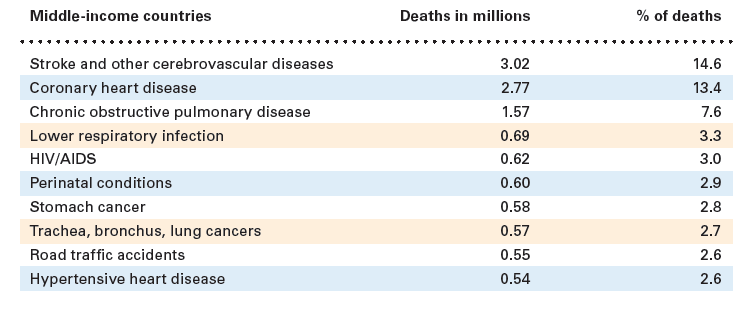 Middle-income countries Deaths in millions % of deaths
Stroke and other cerebrovascular diseases 3.02 14.6
Coronary heart disease 2.77 13.4
Chronic obstructive pulmonary disease 1.57 7.6
Lower respiratory infection 0.69 3.3
HIV/AIDS 0.62 3.0
Perinatal conditions 0.60 2.9
Stomach cancer 0.58 2.8
Trachea, bronchus, lung cancers 0.57 2.7
Road traffic accidents 0.55 2.6
Hypertensive heart disease 0.54 2.6